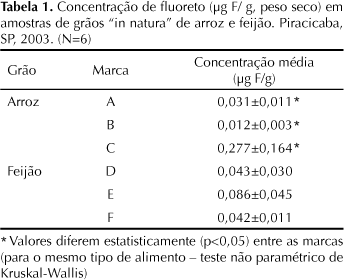 Tabela 1. Concentração de fluoreto (µg F/ g, peso seco) em
amostras de grãos “in natura” de arroz e feijão. Piracicaba,
SP, 2003. (N=6)
Grão Marca Concentração média
(µg F/g)
Arroz A 0,031±0,011*
B 0,012±0,003*
C 0,277±0,164*
Feijão D 0,043±0,030
E 0,086±0,045
F 0,042±0,011
* Valores diferem estatisticamente (p<0,05) entre as marcas
(para o mesmo tipo de alimento – teste não paramétrico de
Kruskal-Wallis)